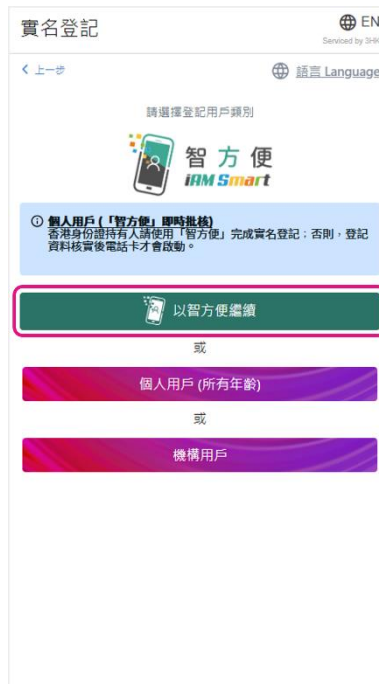 實名登記
EN
Serviced by 3HK
上一步
語言 Language
請選擇登記用戶類別
智方便
iAM Smart
個人用戶 (「智方便」即時批核)
香港身份證持有人請使用「智方便」完成實名登記；否則，登記
資料核實後電話卡才會啟動。
以智方便繼續
或
個人用戶 (所有年齡)
或
機構用戶